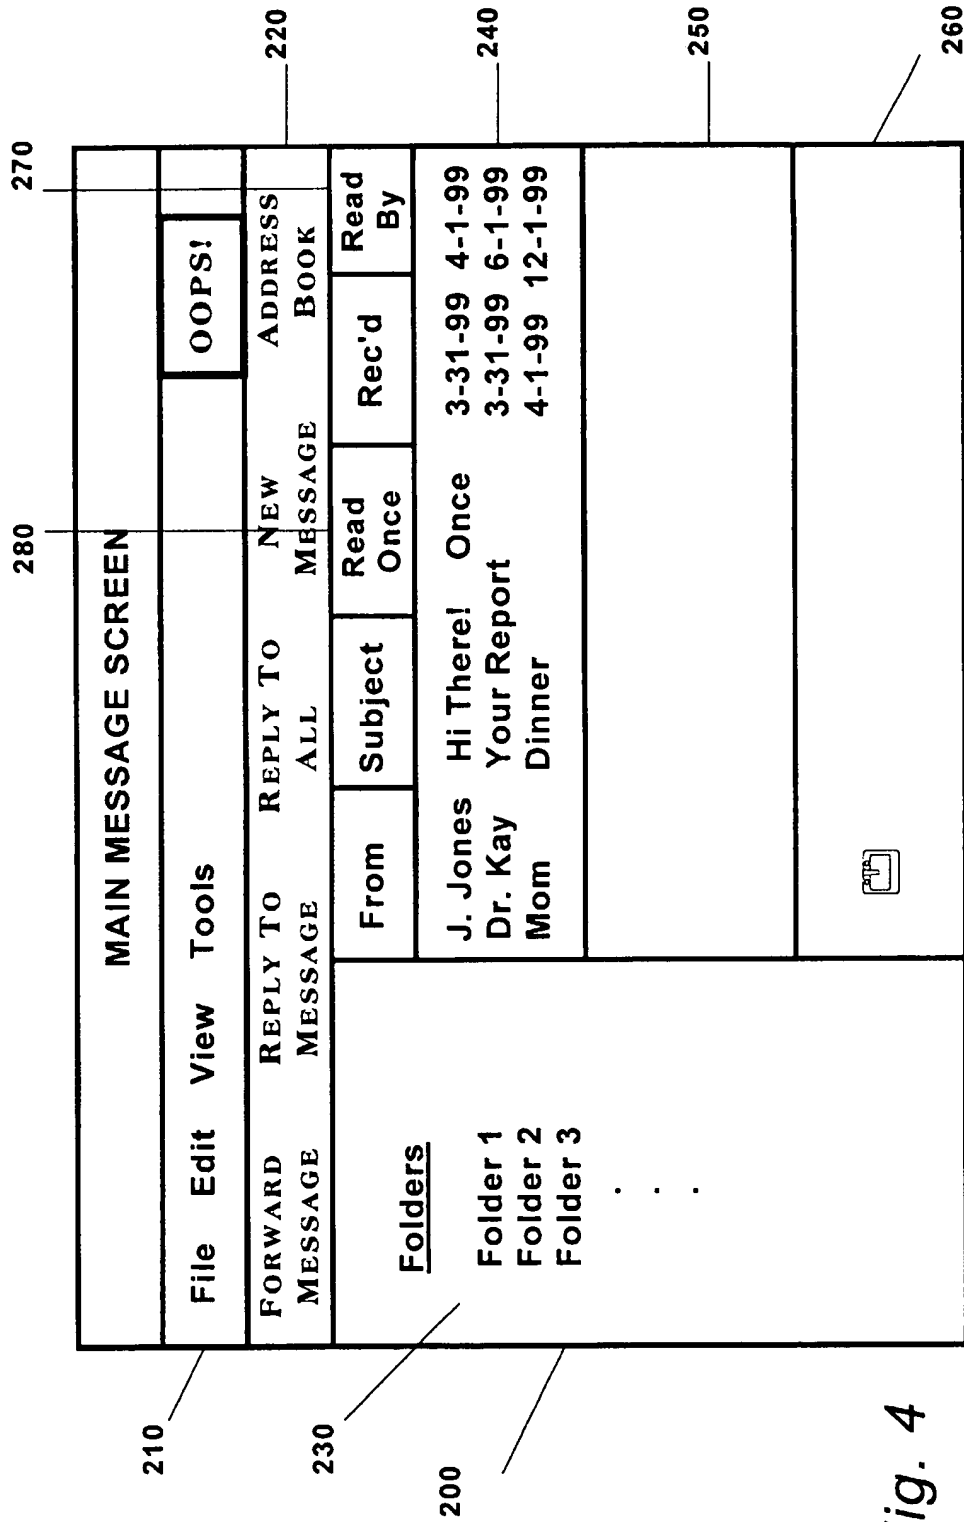 MAIN MESSAGE SCREEN
File Edit View Tools OOPS!
FORWARD MESSAGE
REPLY TO MESSAGE
REPLY TO ALL
NEW MESSAGE
ADDRESS BOOK
From Subject Read Once Rec'd Read By
J. Jones Hi There! Once 3-31-99 4-1-99
Dr. Kay Your Report 3-31-99 6-1-99
Mom Dinner 4-1-99 12-1-99
Folders
Folder 1
Folder 2
Folder 3
. . .
210
230
200
280
270
220
240
250
260
ig. 4